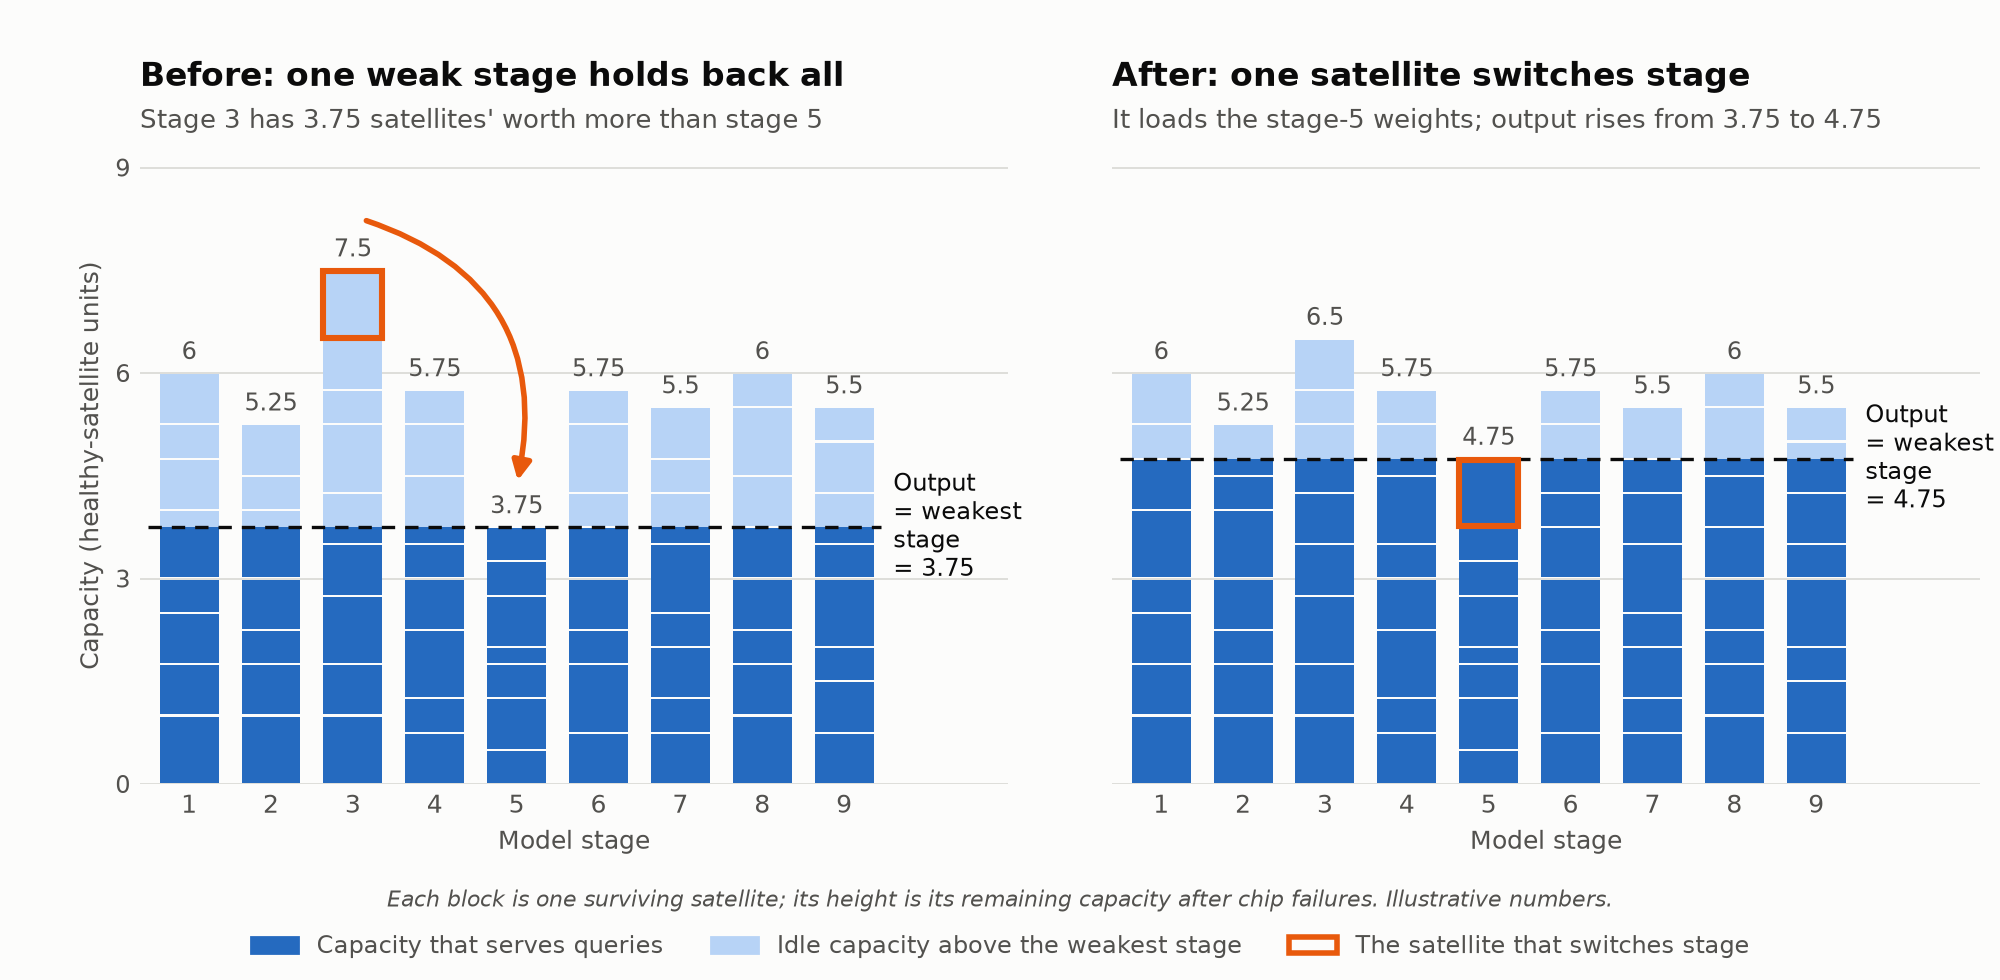 Before: one weak stage holds back all
Stage 3 has 3.75 satellites' worth more than stage 5
Capacity (healthy-satellite units)
9
6
3
0
6
5.25
7.5
5.75
3.75
5.75
5.5
6
5.5
Output
= weakest
stage
= 3.75
1 2 3 4 5 6 7 8 9
Model stage
After: one satellite switches stage
It loads the stage-5 weights; output rises from 3.75 to 4.75
6
5.25
6.5
5.75
4.75
5.75
5.5
6
5.5
Output
= weakest
stage
= 4.75
1 2 3 4 5 6 7 8 9
Model stage
Each block is one surviving satellite; its height is its remaining capacity after chip failures. Illustrative numbers.
Capacity that serves queries
Idle capacity above the weakest stage
The satellite that switches stage